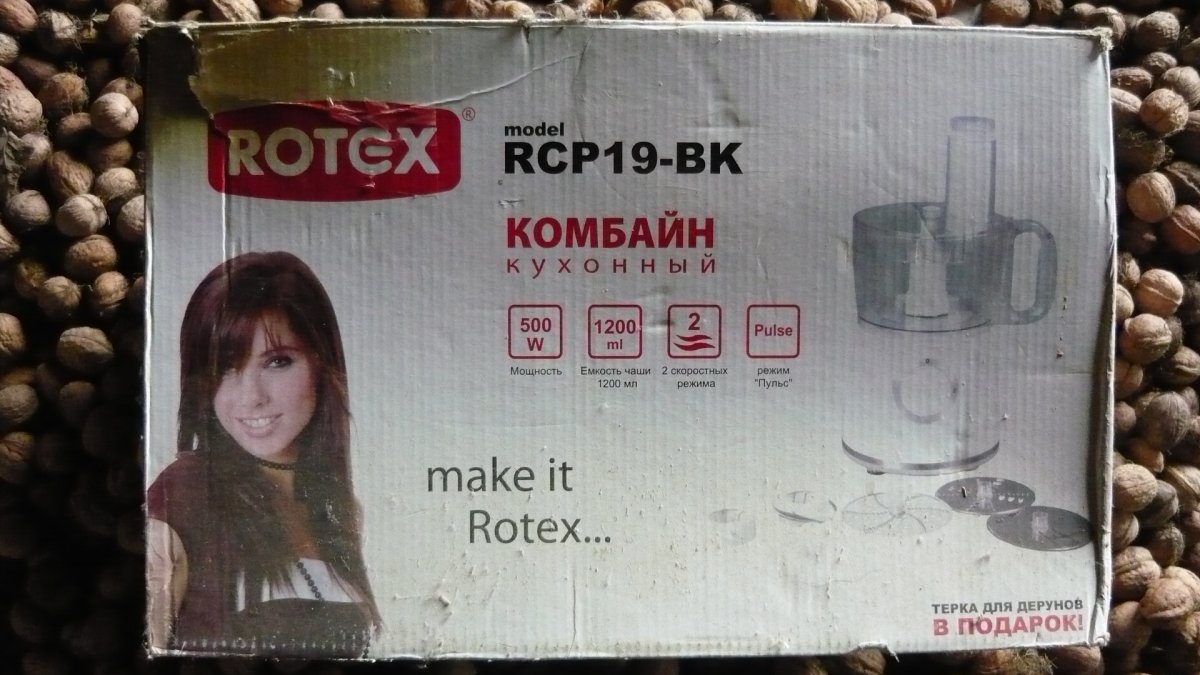 ROTEX®
model
RCP19-BK
КОМБАЙН
кухонный
500
W
Мощность
1200
ml
Емкость чаши
1200 мл
2
2 скоростных
режима
Pulse
режим
"Пульс"
make it
Rotex...
ТЕРКА ДЛЯ ДЕРУНОВ
В ПОДАРОК!